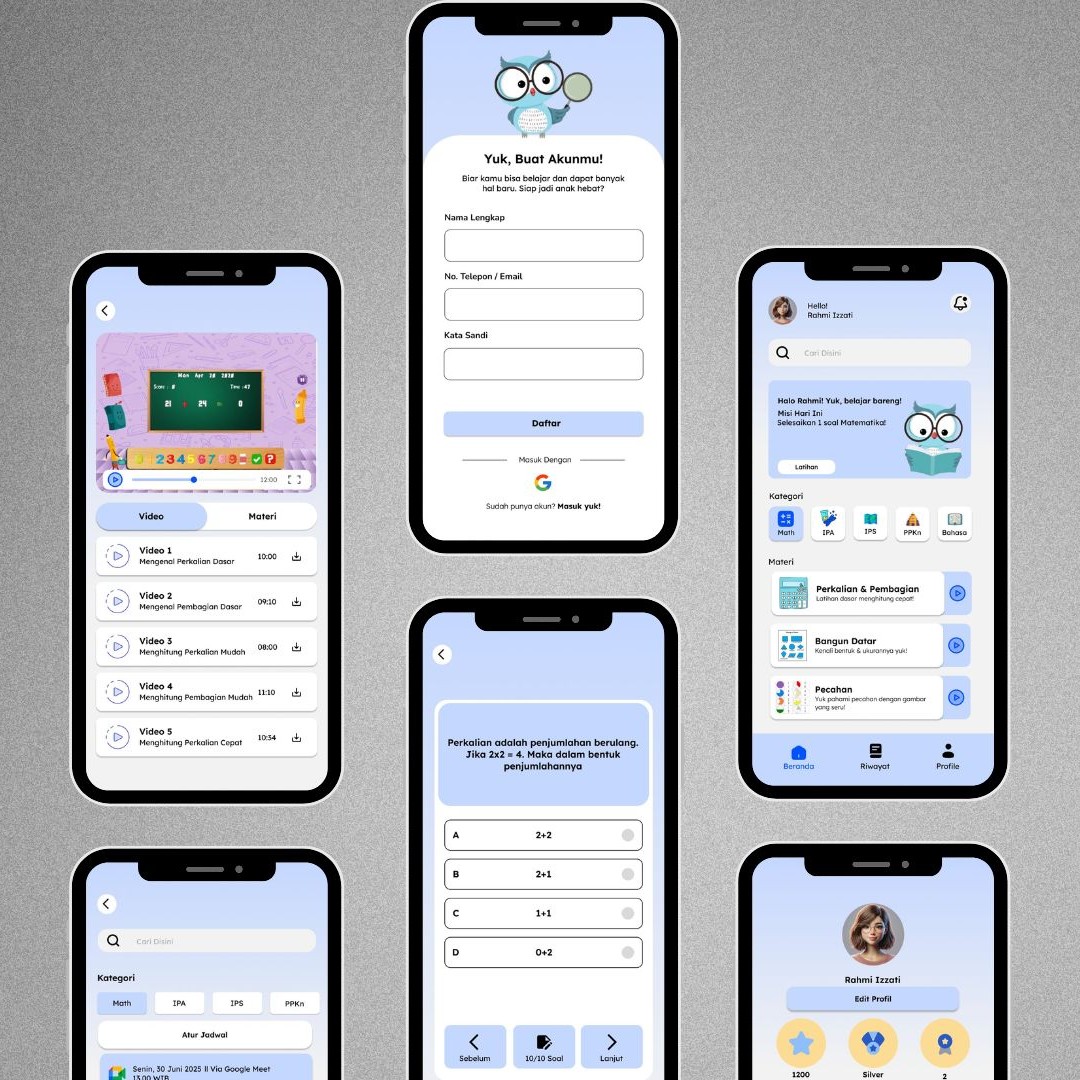 Yuk, Buat Akunmu!
Biar kamu bisa belajar dan dapat banyak
hal baru. Siap jadi anak hebat?
Nama Lengkap
No. Telepon / Email
Kata Sandi
Daftar
Masuk Dengan
Sudah punya akun? Masuk yuk!
Mon Apr 20 2020
Score : 0
Time :47
21 + 24 = 0
0 1 2 3 4 5 6 7 8 9
12:00
Video
Materi
Video 1
Mengenal Perkalian Dasar
10:00
Video 2
Mengenal Pembagian Dasar
09:10
Video 3
Menghitung Perkalian Mudah
08:00
Video 4
Menghitung Pembagian Mudah
11:10
Video 5
Menghitung Perkalian Cepat
10:34
Hello!
Rahmi Izzati
Cari Disini
Halo Rahmi! Yuk, belajar bareng!
Misi Hari Ini
Selesaikan 1 soal Matematika!
Latihan
Kategori
Math
IPA
IPS
PPKn
Bahasa
Materi
Perkalian & Pembagian
Latihan dasar menghitung cepat!
Bangun Datar
Kenali bentuk & ukurannya yuk!
Pecahan
Yuk pahami pecahan dengan gambar
yang seru!
Beranda
Riwayat
Profile
Perkalian adalah penjumlahan berulang.
Jika 2x2 = 4. Maka dalam bentuk
penjumlahannya
A 2+2
B 2+1
C 1+1
D 0+2
Sebelum
10/10 Soal
Lanjut
Cari Disini
Kategori
Math
IPA
IPS
PPKn
Atur Jadwal
Senin, 30 Juni 2025 II Via Google Meet
13.00 WIB
Rahmi Izzati
Edit Profil
1200
Silver
2